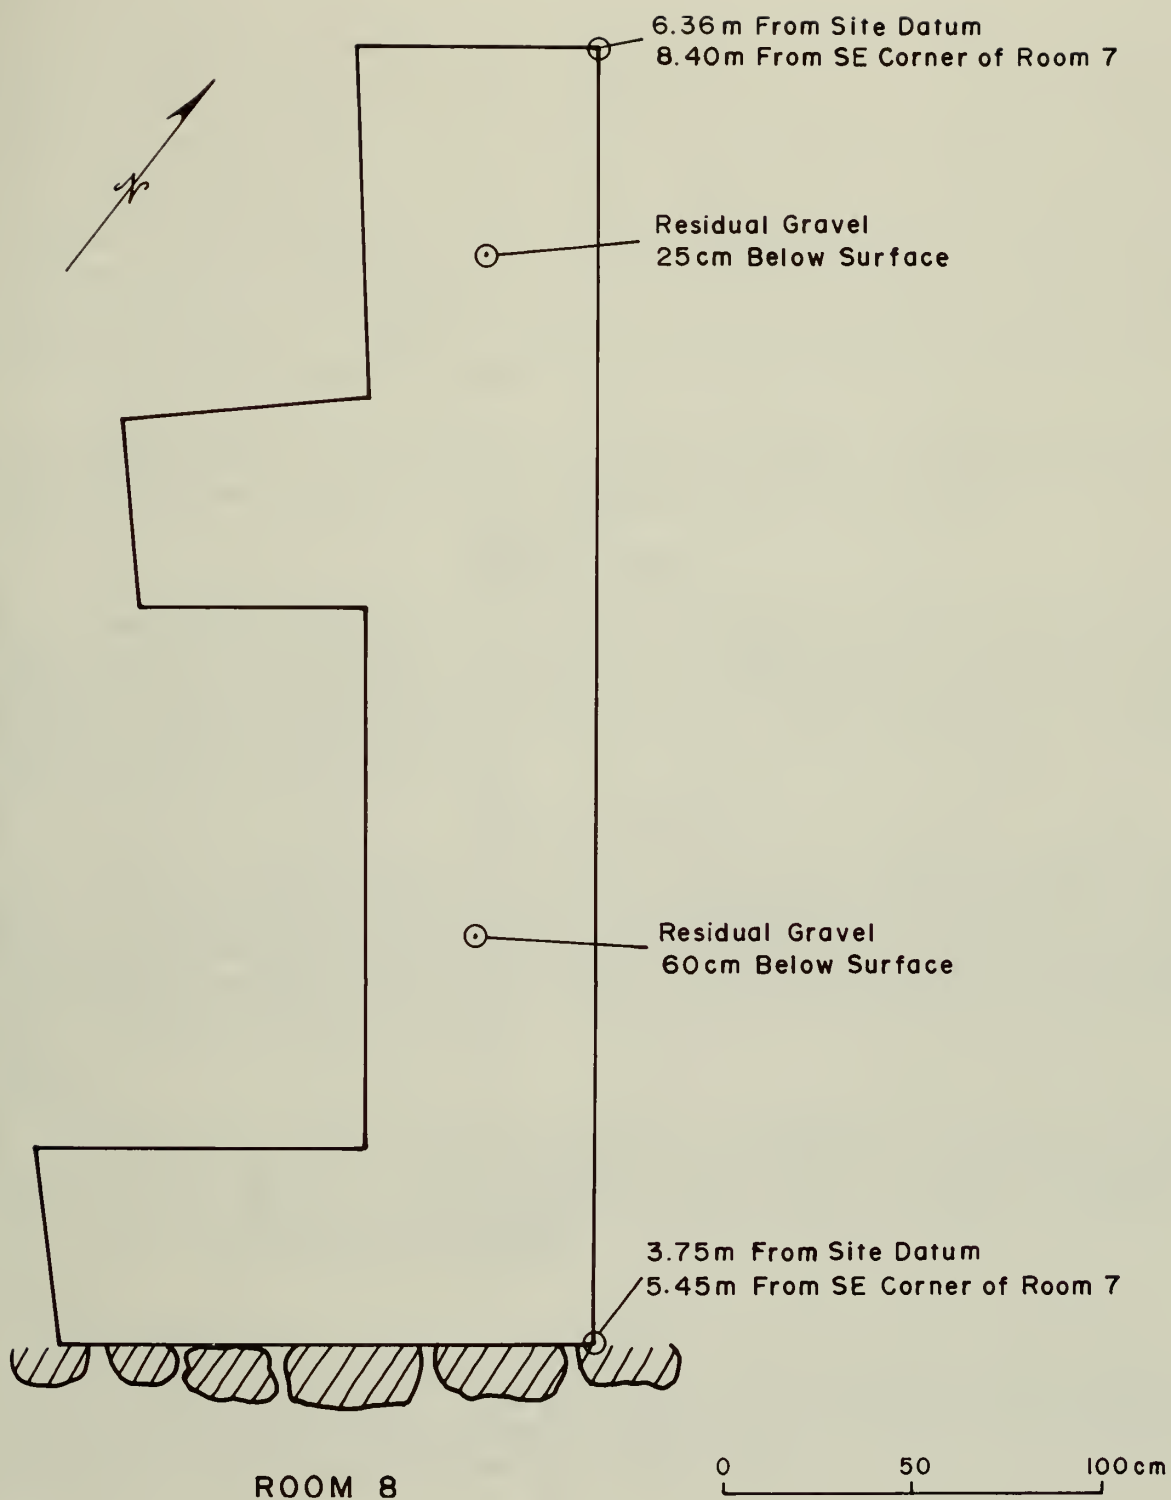 6.36m From Site Datum
8.40m From SE Corner of Room 7
N
Residual Gravel
25cm Below Surface
Residual Gravel
60cm Below Surface
3.75m From Site Datum
5.45m From SE Corner of Room 7
ROOM 8
0 50 100cm